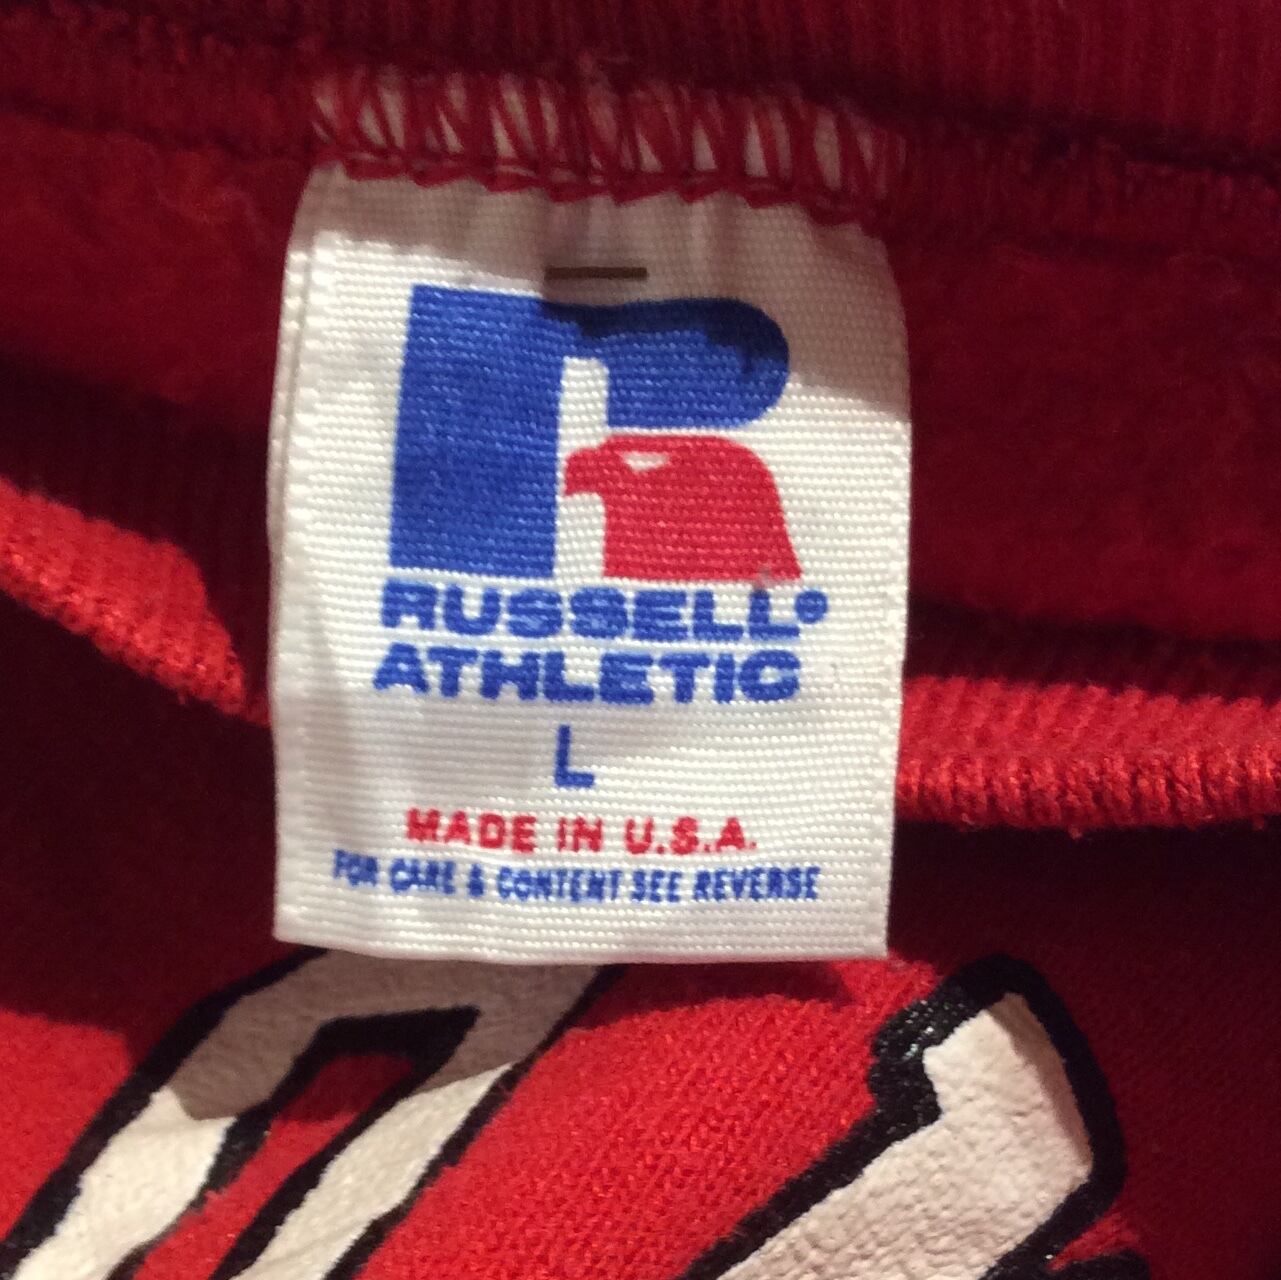 RUSSELL®
ATHLETIC
L
MADE IN U.S.A.
FOR CARE & CONTENT SEE REVERSE